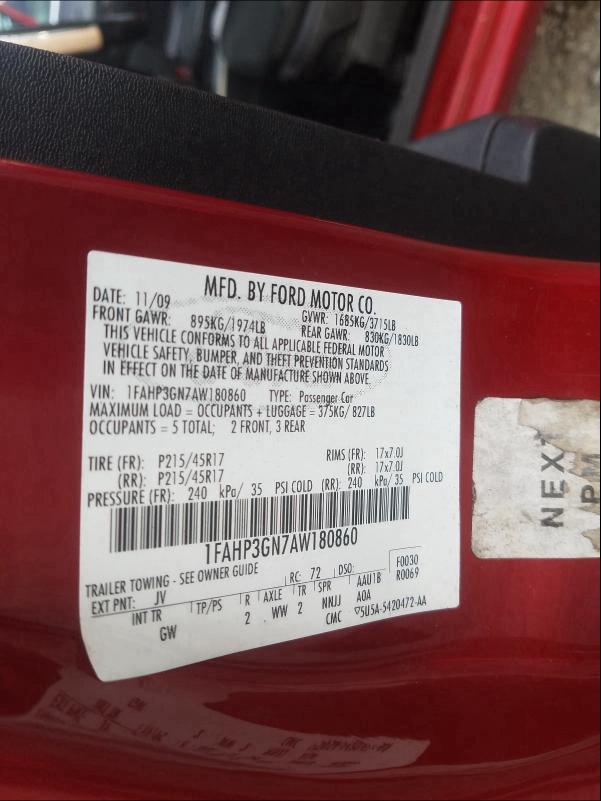 MFD. BY FORD MOTOR CO.
DATE: 11/09 GVWR: 1685KG/3715LB
FRONT GAWR: 895KG/1974LB REAR GAWR: 830KG/1830LB
THIS VEHICLE CONFORMS TO ALL APPLICABLE FEDERAL MOTOR
VEHICLE SAFETY, BUMPER, AND THEFT PREVENTION STANDARDS
IN EFFECT ON THE DATE OF MANUFACTURE SHOWN ABOVE.
VIN: 1FAHP3GN7AW180860 TYPE: Passenger Car
MAXIMUM LOAD = OCCUPANTS + LUGGAGE = 375KG/ 827LB
OCCUPANTS = 5 TOTAL; 2 FRONT, 3 REAR
TIRE (FR): P215/45R17 RIMS (FR): 17x7.0J
(RR): P215/45R17 (RR): 17x7.0J
PRESSURE (FR): 240 kPa/ 35 PSI COLD (RR): 240 kPa/ 35 PSI COLD
1FAHP3GN7AW180860
TRAILER TOWING - SEE OWNER GUIDE RC: 72 DSO: F0030
EXT PNT: JV TP/PS R AXLE TR SPR AAU1B R0069
INT TR 2 WW 2 NNJJ A0A
GW CMC 5U5A-5420472-AA
NEXT
PM